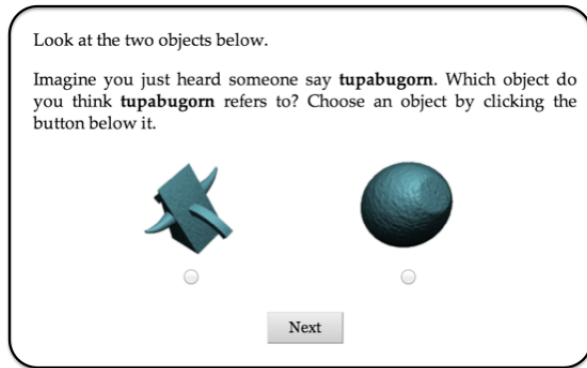 Look at the two objects below.
Imagine you just heard someone say tupabugorn. Which object do
you think tupabugorn refers to? Choose an object by clicking the
button below it.
Next